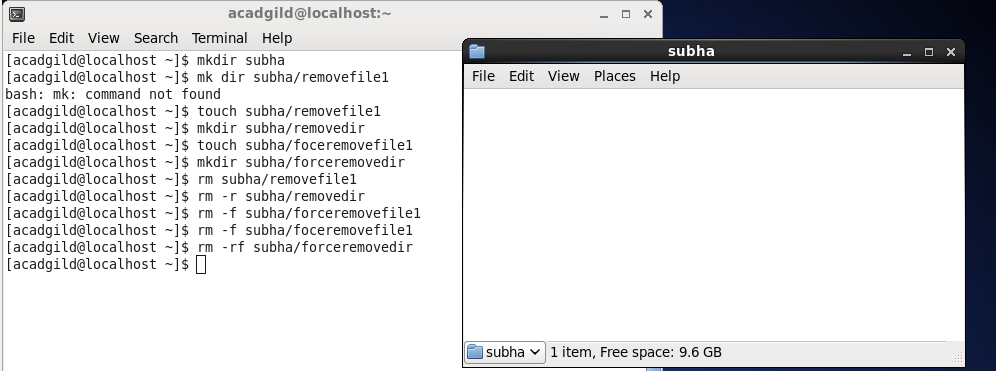 acadgild@localhost:~
File Edit View Search Terminal Help
[acadgild@localhost ~]$ mkdir subha
[acadgild@localhost ~]$ mk dir subha/removefile1
bash: mk: command not found
[acadgild@localhost ~]$ touch subha/removefile1
[acadgild@localhost ~]$ mkdir subha/removedir
[acadgild@localhost ~]$ touch subha/foceremovefile1
[acadgild@localhost ~]$ mkdir subha/forceremovedir
[acadgild@localhost ~]$ rm subha/removefile1
[acadgild@localhost ~]$ rm -r subha/removedir
[acadgild@localhost ~]$ rm -f subha/forceremovefile1
[acadgild@localhost ~]$ rm -f subha/foceremovefile1
[acadgild@localhost ~]$ rm -rf subha/forceremovedir
[acadgild@localhost ~]$
subha
File Edit View Places Help
subha 1 item, Free space: 9.6 GB